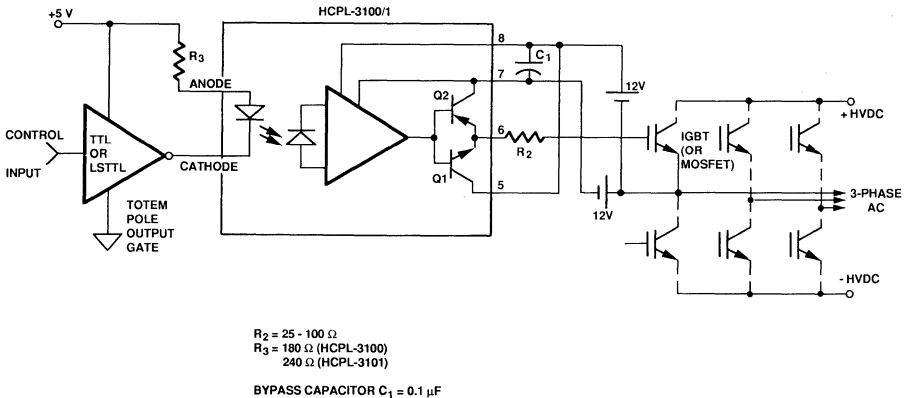 HCPL-3100/1
+5 V
R3
ANODE
CONTROL
INPUT
TTL
OR
LSTTL
CATHODE
TOTEM
POLE
OUTPUT
GATE
8
C1
7
Q2
6
R2
Q1
5
12V
12V
IGBT
(OR
MOSFET)
+ HVDC
3-PHASE
AC
- HVDC
R2 = 25 - 100 Ω
R3 = 180 Ω (HCPL-3100)
240 Ω (HCPL-3101)
BYPASS CAPACITOR C1 = 0.1 μF